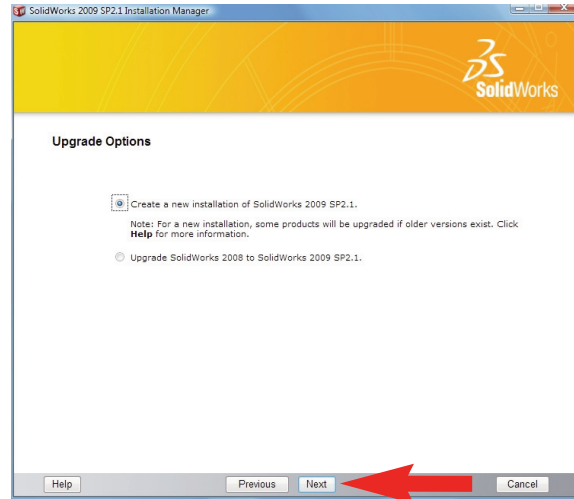 SolidWorks 2009 SP2.1 Installation Manager
SolidWorks
Upgrade Options
Create a new installation of SolidWorks 2009 SP2.1.
Note: For a new installation, some products will be upgraded if older versions exist. Click
Help for more information.
Upgrade SolidWorks 2008 to SolidWorks 2009 SP2.1.
Help Previous Next Cancel